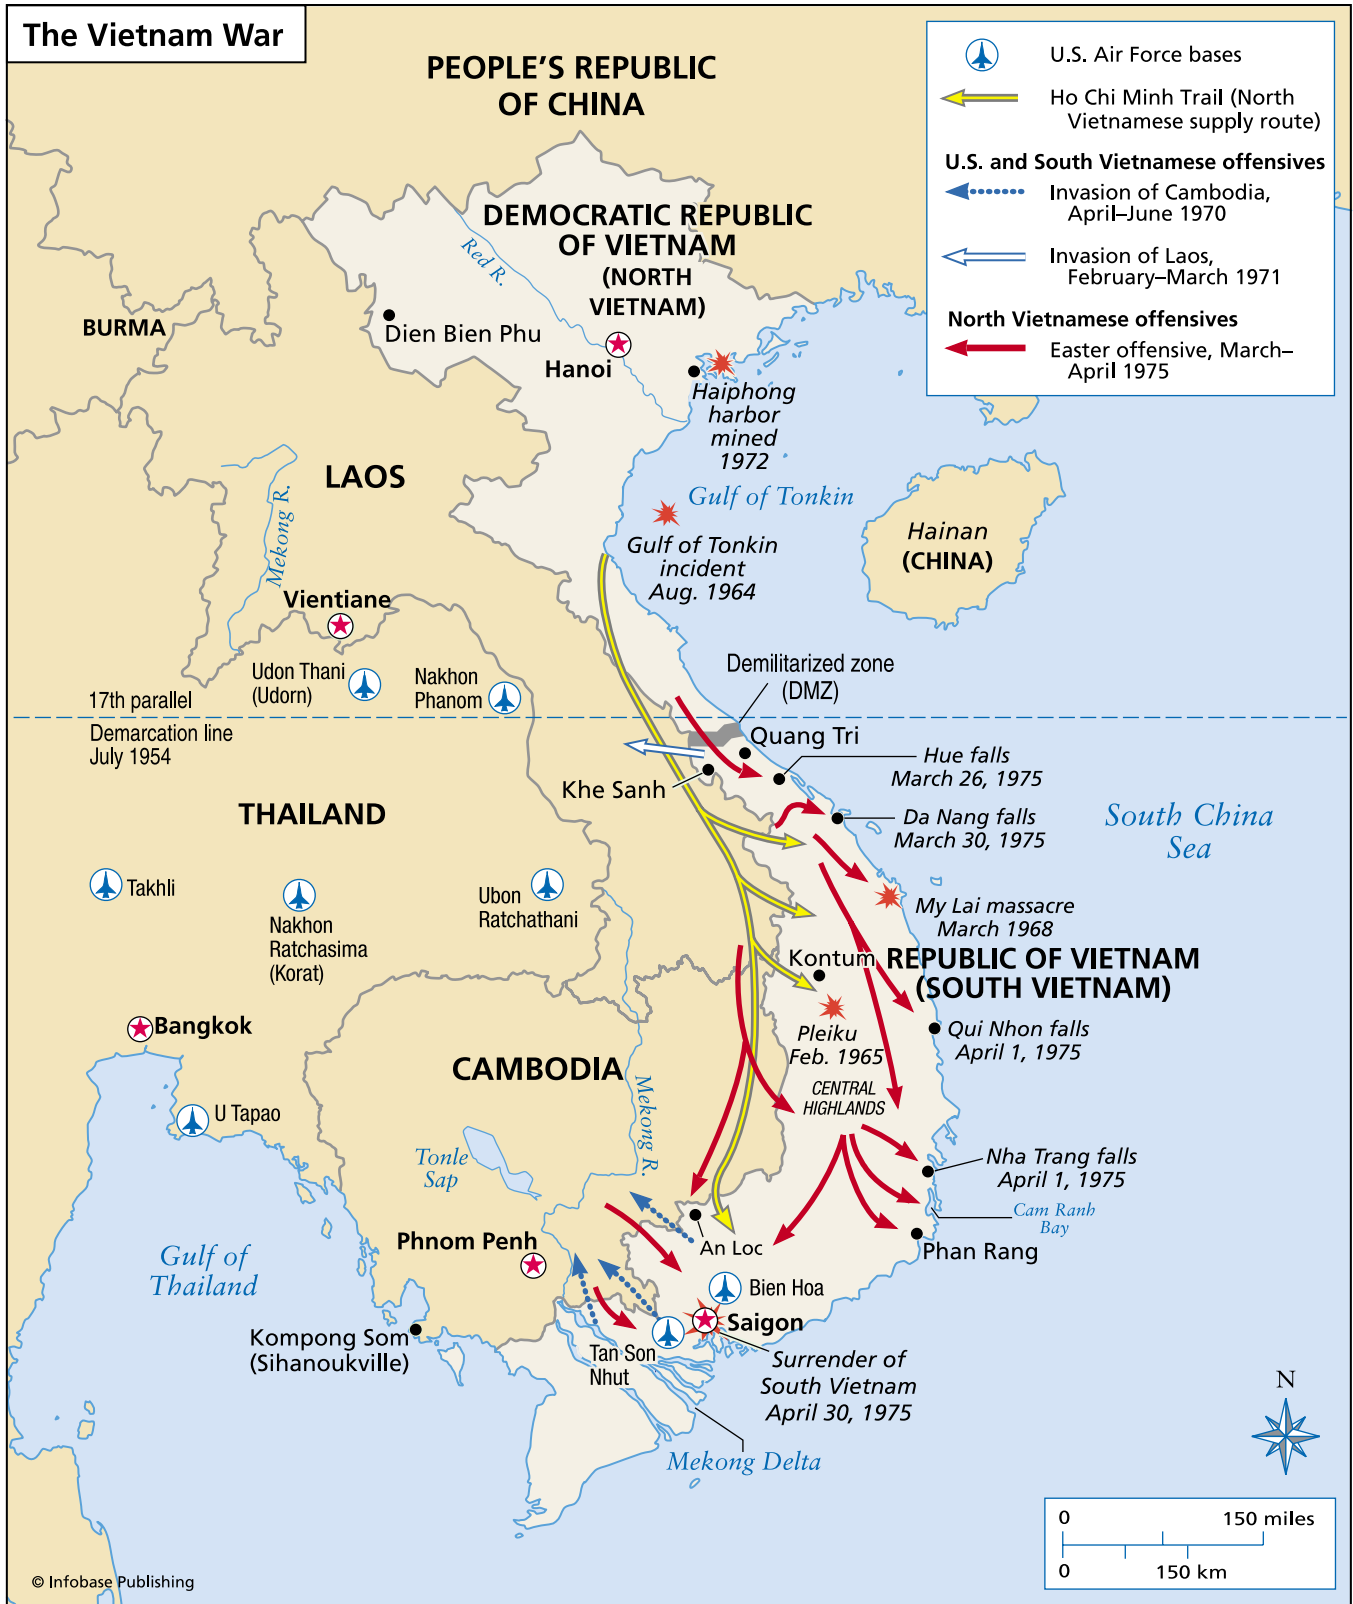 The Vietnam War
PEOPLE'S REPUBLIC
OF CHINA
U.S. Air Force bases
Ho Chi Minh Trail (North
Vietnamese supply route)
U.S. and South Vietnamese offensives
Invasion of Cambodia,
April–June 1970
Invasion of Laos,
February–March 1971
North Vietnamese offensives
Easter offensive, March–
April 1975
DEMOCRATIC REPUBLIC
OF VIETNAM
(NORTH
VIETNAM)
Red R.
BURMA
Dien Bien Phu
Hanoi
Haiphong
harbor
mined
1972
LAOS
Mekong R.
Gulf of Tonkin
Gulf of Tonkin
incident
Aug. 1964
Hainan
(CHINA)
Vientiane
Udon Thani
(Udorn)
Nakhon
Phanom
Demilitarized zone
(DMZ)
17th parallel
Demarcation line
July 1954
Quang Tri
Hue falls
March 26, 1975
Khe Sanh
THAILAND
Da Nang falls
March 30, 1975
South China
Sea
Takhli
Nakhon
Ratchasima
(Korat)
Ubon
Ratchathani
My Lai massacre
March 1968
Kontum
REPUBLIC OF VIETNAM
(SOUTH VIETNAM)
Bangkok
Pleiku
Feb. 1965
Qui Nhon falls
April 1, 1975
CAMBODIA
Mekong R.
CENTRAL
HIGHLANDS
U Tapao
Tonle
Sap
Nha Trang falls
April 1, 1975
Cam Ranh
Bay
Phnom Penh
An Loc
Phan Rang
Gulf of
Thailand
Bien Hoa
Saigon
Kompong Som
(Sihanoukville)
Tan Son
Nhut
Surrender of
South Vietnam
April 30, 1975
Mekong Delta
N
0 150 miles
0 150 km
© Infobase Publishing